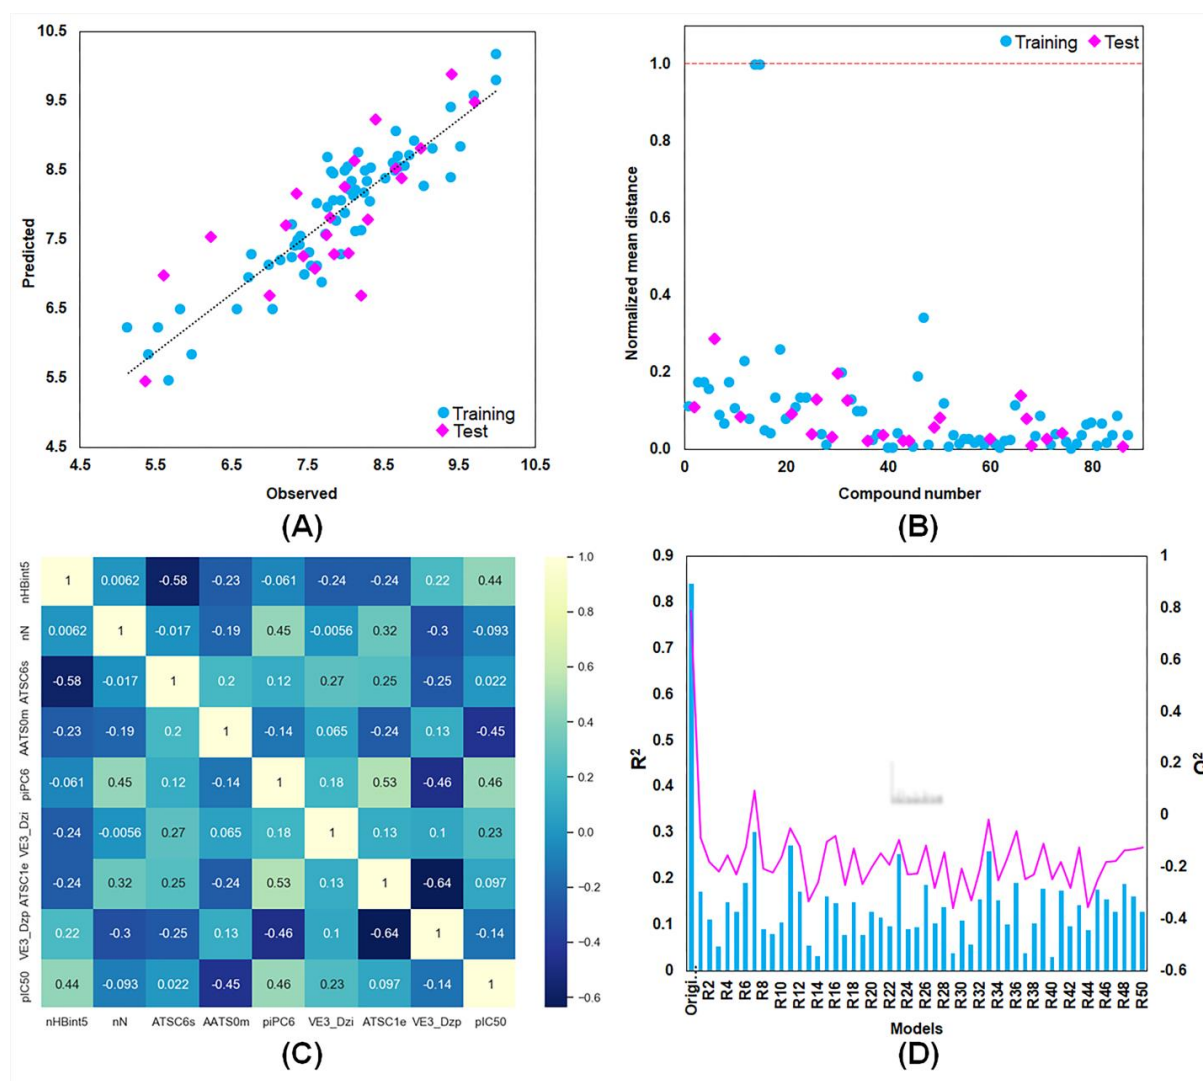 10.5
9.5
8.5
7.5
6.5
5.5
4.5
4.5 5.5 6.5 7.5 8.5 9.5 10.5
Predicted
Observed
Training
Test
(A)
1.0
0.8
0.6
0.4
0.2
0.0
0 20 40 60 80
Normalized mean distance
Compound number
Training Test
(B)
nHBint5 1 0.0062 -0.58 -0.23 -0.061 -0.24 -0.24 0.22 0.44
nN 0.0062 1 -0.017 -0.19 0.45 -0.0056 0.32 -0.3 -0.093
ATSC6s -0.58 -0.017 1 0.2 0.12 0.27 0.25 -0.25 0.022
AATS0m -0.23 -0.19 0.2 1 -0.14 0.065 -0.24 0.13 -0.45
piPC6 -0.061 0.45 0.12 -0.14 1 0.18 0.53 -0.46 0.46
VE3_Dzi -0.24 -0.0056 0.27 0.065 0.18 1 0.13 0.1 0.23
ATSC1e -0.24 0.32 0.25 -0.24 0.53 0.13 1 -0.64 0.097
VE3_Dzp 0.22 -0.3 -0.25 0.13 -0.46 0.1 -0.64 1 -0.14
pIC50 0.44 -0.093 0.022 -0.45 0.46 0.23 0.097 -0.14 1
nHBint5 nN ATSC6s AATS0m piPC6 VE3_Dzi ATSC1e VE3_Dzp pIC50
1.0
0.8
0.6
0.4
0.2
0.0
-0.2
-0.4
-0.6
(C)
0.9
0.8
0.7
0.6
0.5
0.4
0.3
0.2
0.1
0
R²
1
0.8
0.6
0.4
0.2
0
-0.2
-0.4
-0.6
Q²
Origi... R2 R4 R6 R8 R10 R12 R14 R16 R18 R20 R22 R24 R26 R28 R30 R32 R34 R36 R38 R40 R42 R44 R46 R48 R50
Models
(D)